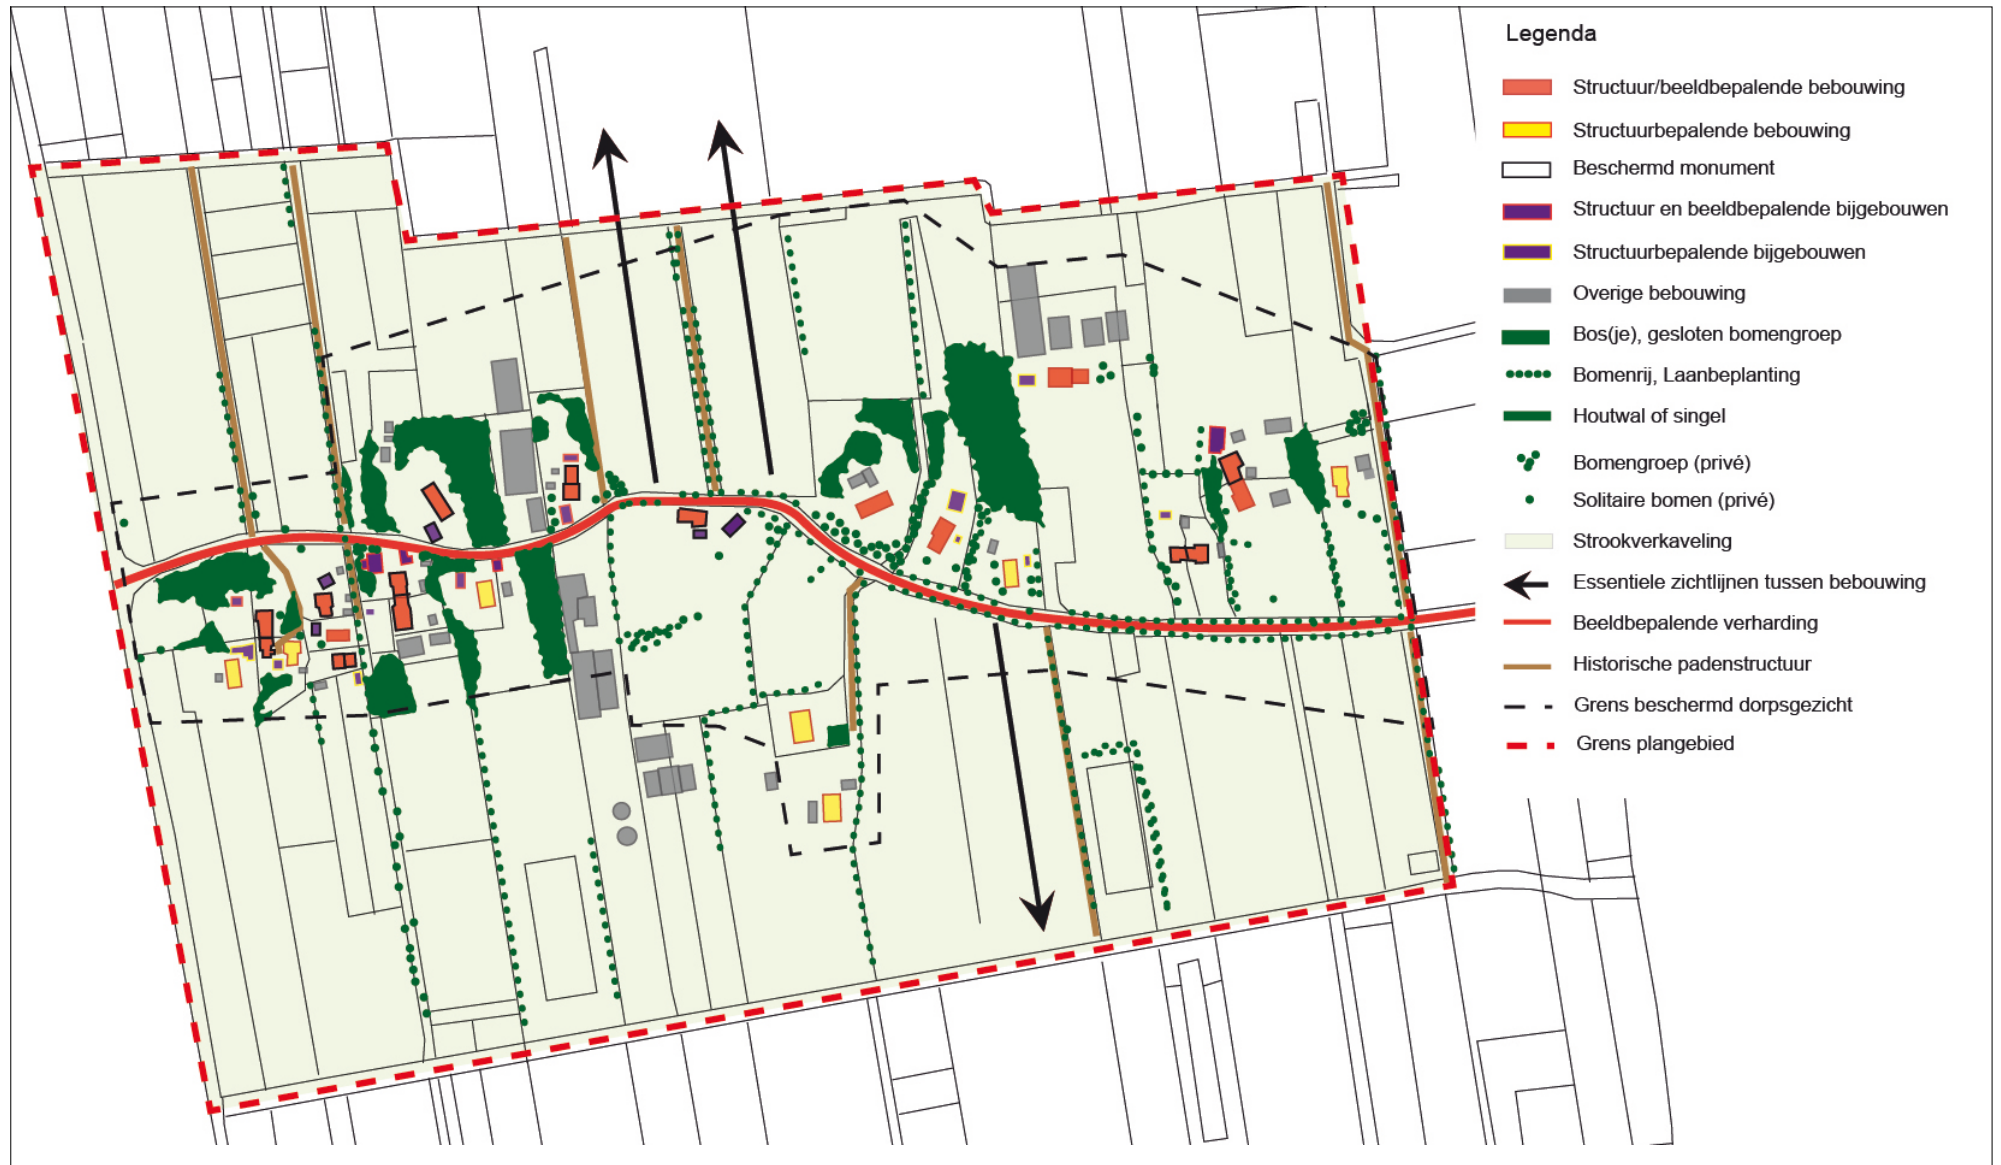 Legenda
Structuur/beeldbepalende bebouwing
Structuurbepalende bebouwing
Beschermd monument
Structuur en beeldbepalende bijgebouwen
Structuurbepalende bijgebouwen
Overige bebouwing
Bos(je), gesloten bomengroep
Bomenrij, Laanbeplanting
Houtwal of singel
Bomengroep (privé)
Solitaire bomen (privé)
Strookverkaveling
Essentiele zichtlijnen tussen bebouwing
Beeldbepalende verharding
Historische padenstructuur
Grens beschermd dorpsgezicht
Grens plangebied